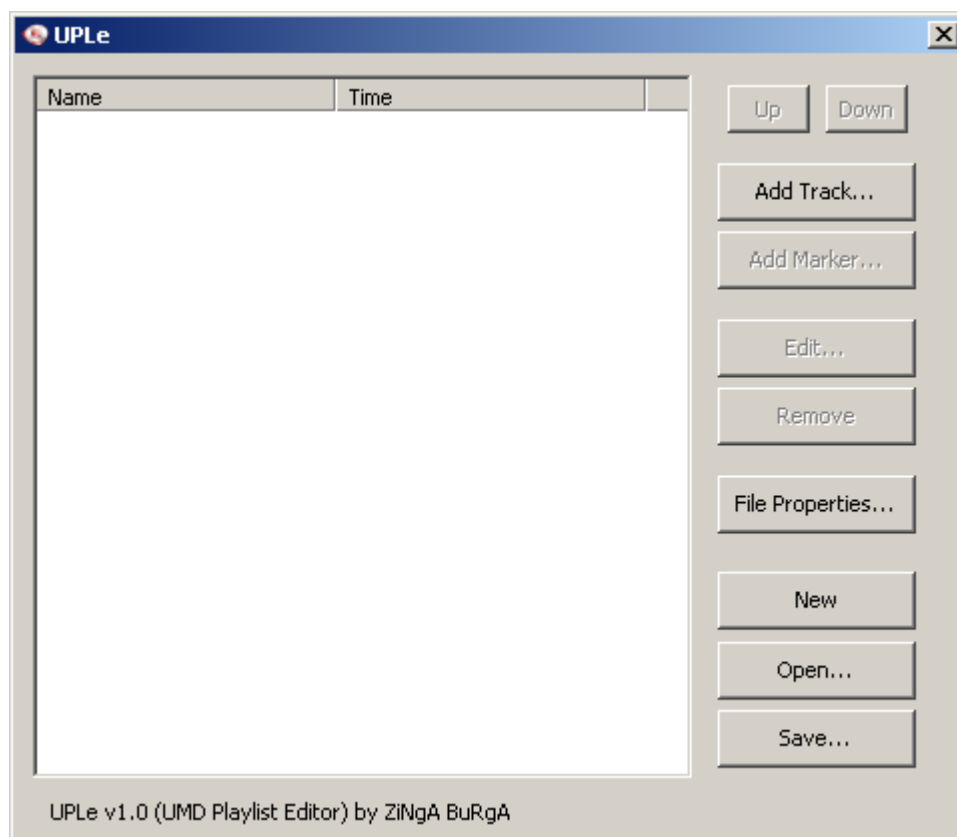 UPLe
Name Time
Up Down
Add Track...
Add Marker...
Edit...
Remove
File Properties...
New
Open...
Save...
UPLe v1.0 (UMD Playlist Editor) by ZiNgA BuRgA